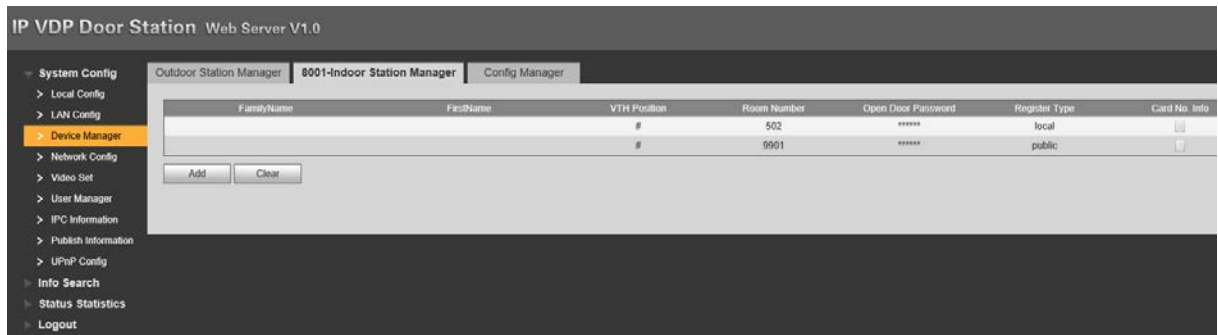 IP VDP Door Station Web Server V1.0
System Config
Local Config
LAN Config
Device Manager
Network Config
Video Set
User Manager
IPC Information
Publish Information
UPnP Config
Info Search
Status Statistics
Logout
Outdoor Station Manager 8001-Indoor Station Manager Config Manager
FamilyName FirstName VTH Position Room Number Open Door Password Register Type Card No. Info
# 502 ****** local
# 9901 ****** public
Add Clear